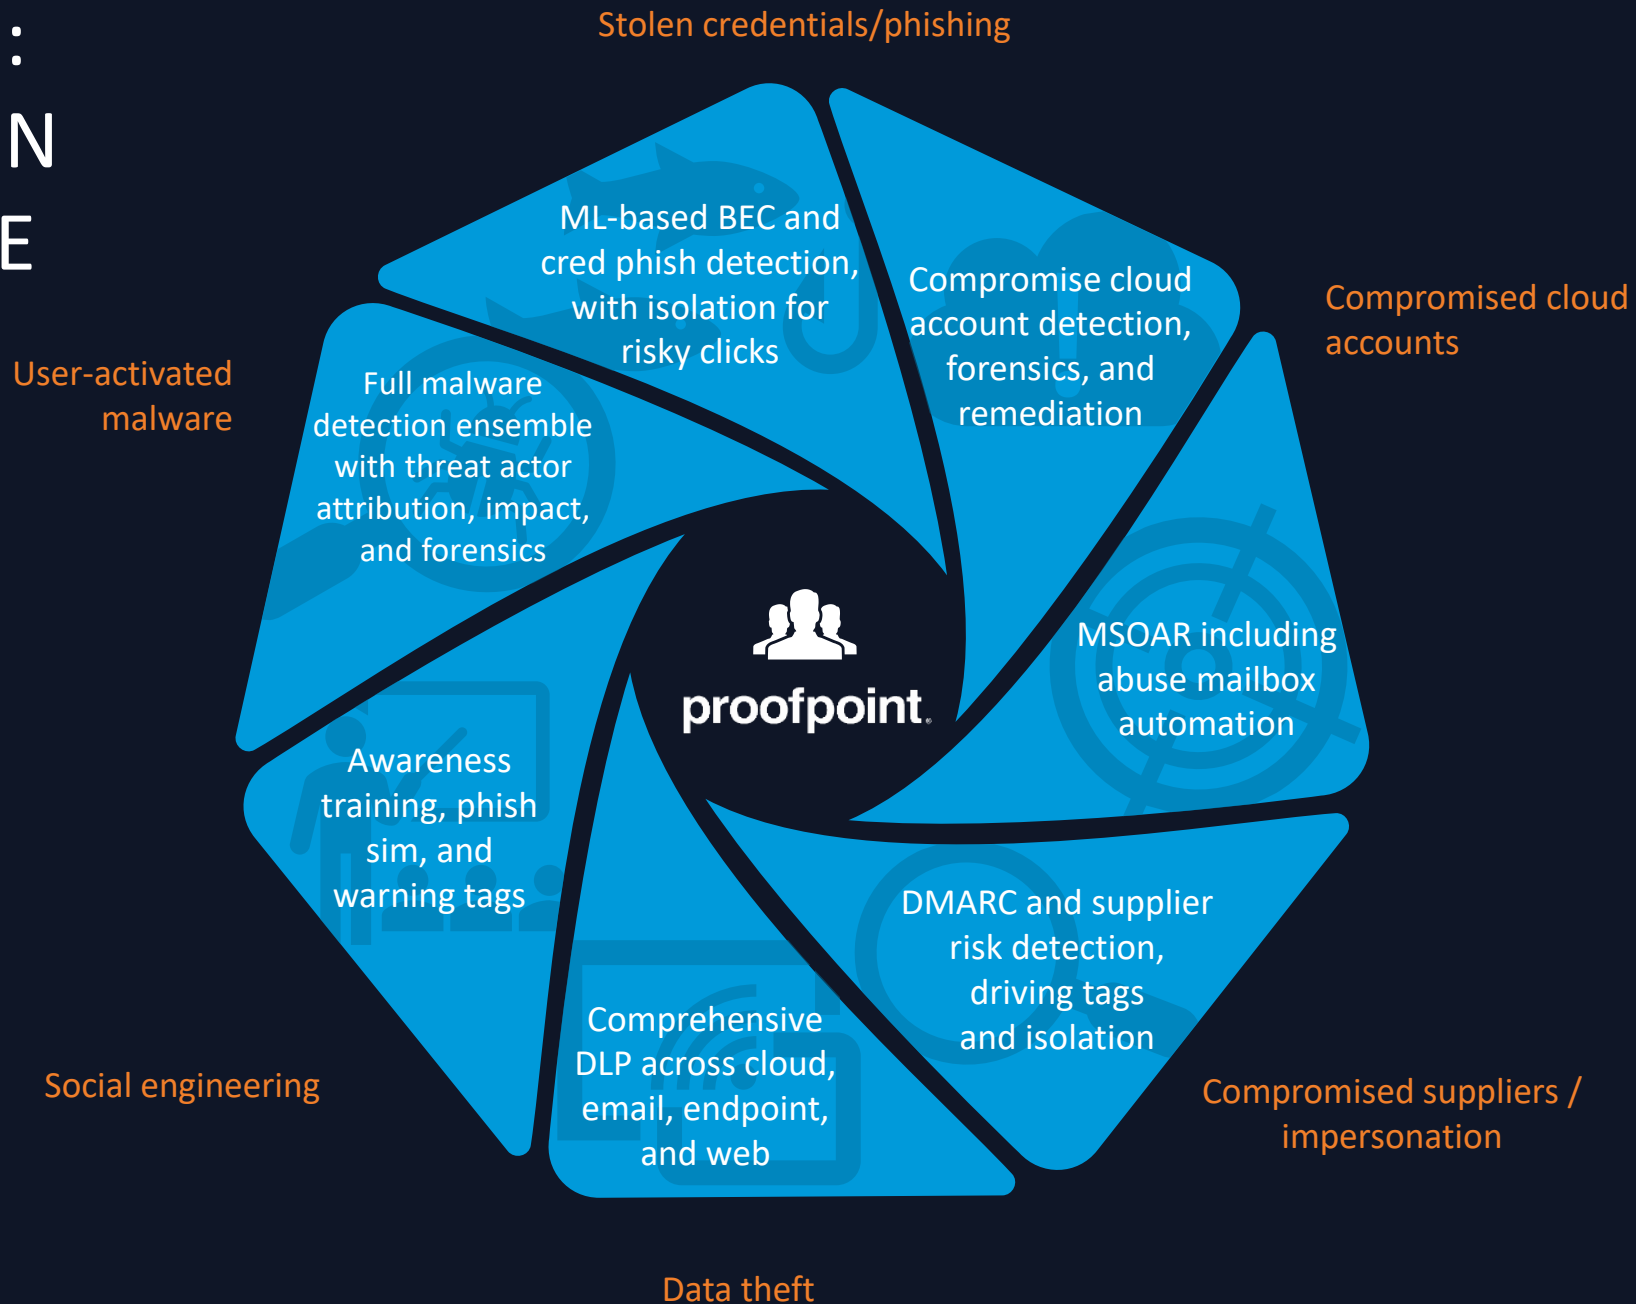 :
N
E
Stolen credentials/phishing
ML-based BEC and
cred phish detection,
with isolation for
risky clicks
Compromise cloud
account detection,
forensics, and
remediation
Compromised cloud
accounts
User-activated
malware
Full malware
detection ensemble
with threat actor
attribution, impact,
and forensics
proofpoint.
MSOAR including
abuse mailbox
automation
Awareness
training, phish
sim, and
warning tags
DMARC and supplier
risk detection,
driving tags
and isolation
Comprehensive
DLP across cloud,
email, endpoint,
and web
Social engineering
Compromised suppliers /
impersonation
Data theft